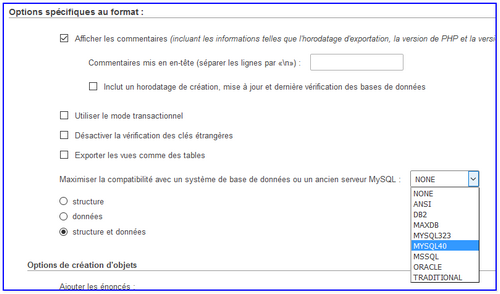 Options spécifiques au format :
Afficher les commentaires (incluant les informations telles que l'horodatage d'exportation, la version de PHP et la versi
Commentaires mis en en-tête (séparer les lignes par «\n») :
Inclut un horodatage de création, mise à jour et dernière vérification des bases de données
Utiliser le mode transactionnel
Désactiver la vérification des clés étrangères
Exporter les vues comme des tables
Maximiser la compatibilité avec un système de base de données ou un ancien serveur MySQL : NONE
NONE
ANSI
DB2
MAXDB
MYSQL323
MYSQL40
MSSQL
ORACLE
TRADITIONAL
structure
données
structure et données
Options de création d'objets
Ajouter les énoncés :